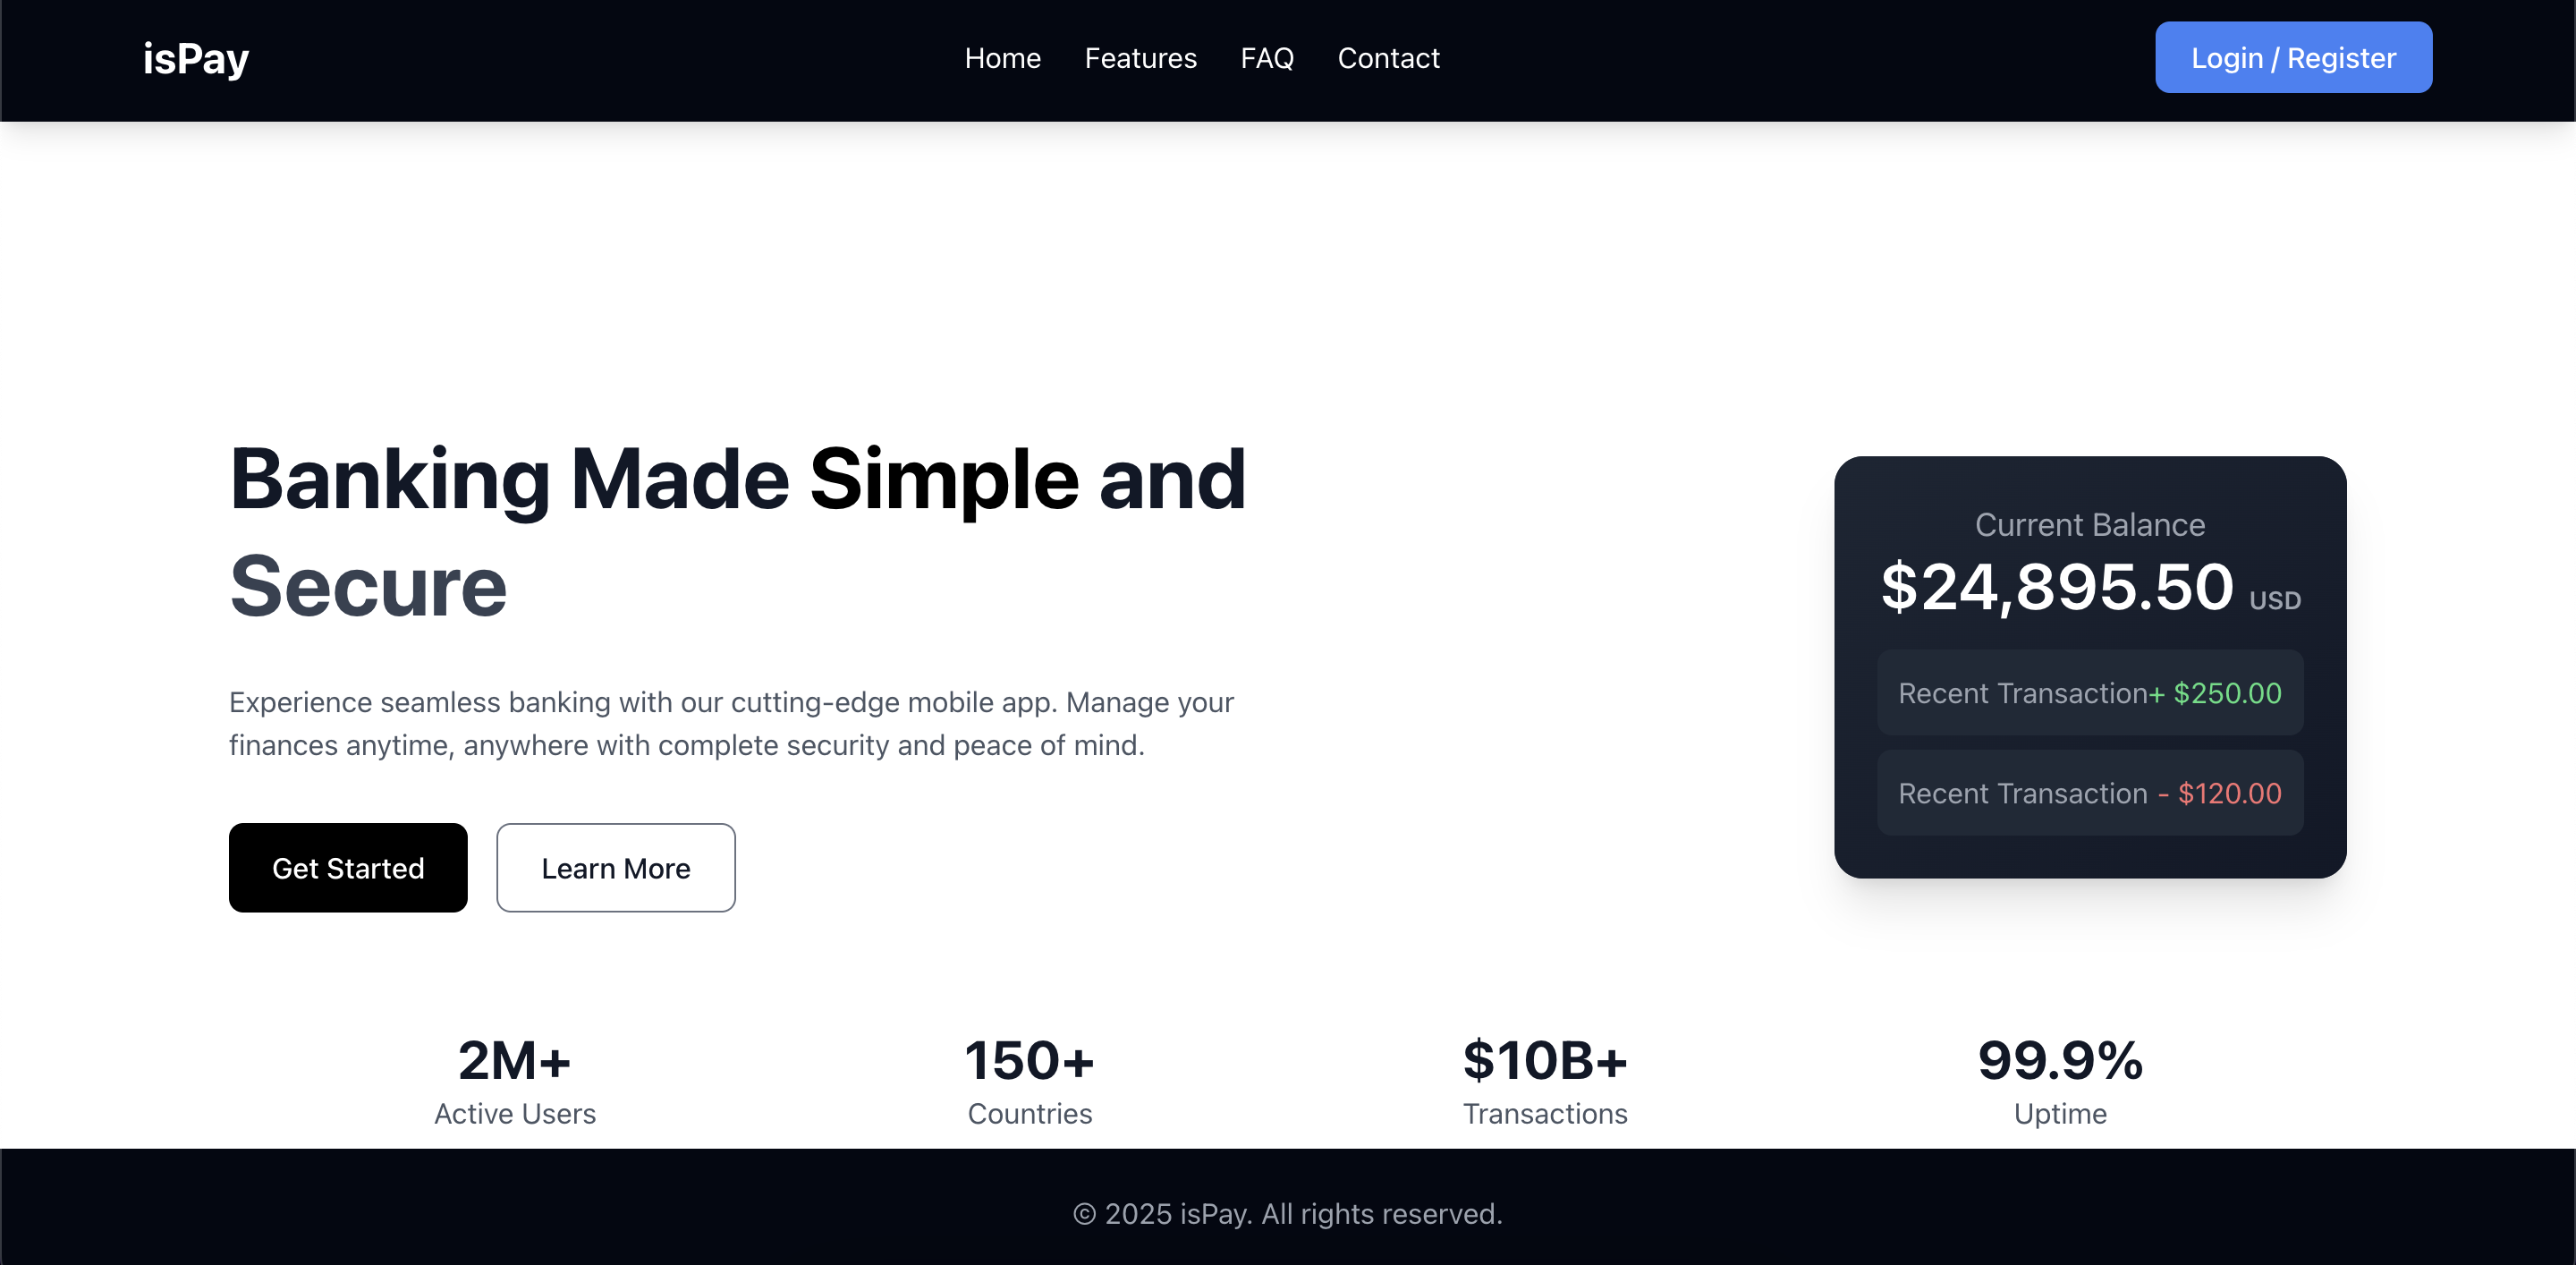 isPay
Home Features FAQ Contact
Login / Register
Banking Made Simple and
Secure
Experience seamless banking with our cutting-edge mobile app. Manage your
finances anytime, anywhere with complete security and peace of mind.
Get Started
Learn More
Current Balance
$24,895.50 USD
Recent Transaction+ $250.00
Recent Transaction - $120.00
2M+
Active Users
150+
Countries
$10B+
Transactions
99.9%
Uptime
© 2025 isPay. All rights reserved.